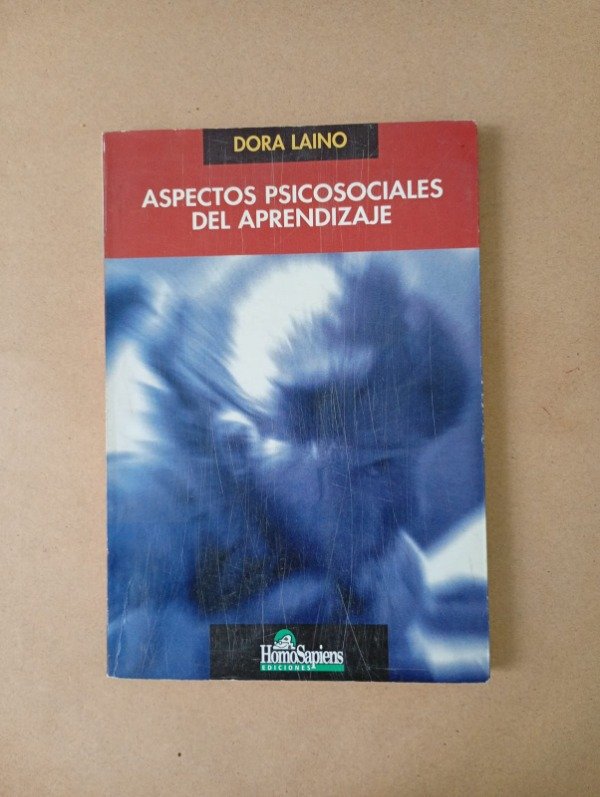 DORA LAINO
ASPECTOS PSICOSOCIALES
DEL APRENDIZAJE
HomoSapiens
EDICIONES